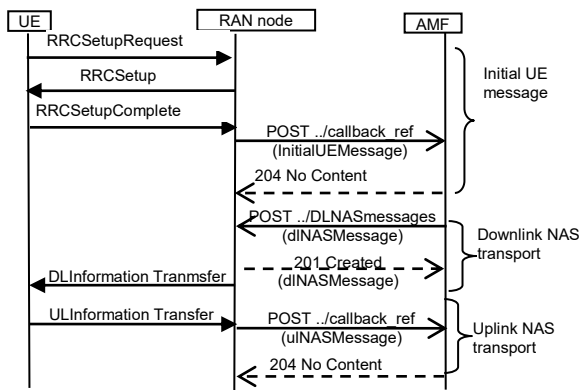 UE
RAN node
AMF
RRCSetupRequest
RRCSetup
RRCSetupComplete
POST ../callback_ref
(InitialUEMessage)
204 No Content
Initial UE
message
POST ../DLNASmessages
(dlNASMessage)
201 Created
(dlNASMessage)
DLInformation Tranmsfer
Downlink NAS
transport
ULInformation Transfer
POST ../callback_ref
(ulNASMessage)
204 No Content
Uplink NAS
transport